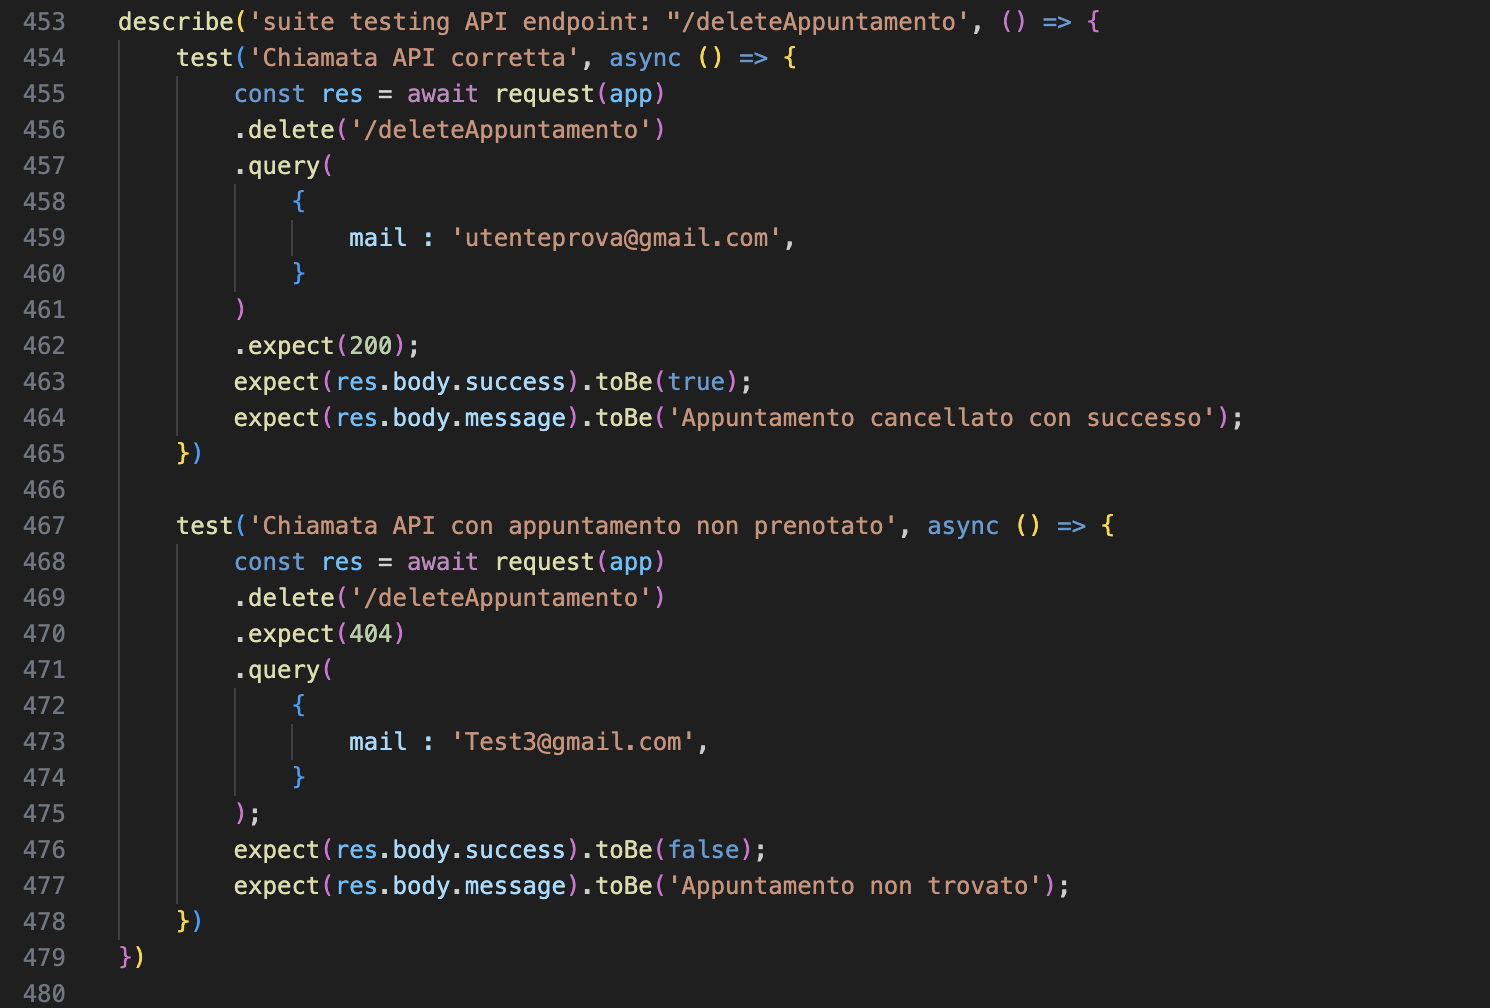 453 describe('suite testing API endpoint: "/deleteAppuntamento', () => {
454 test('Chiamata API corretta', async () => {
455 const res = await request(app)
456 .delete('/deleteAppuntamento')
457 .query(
458 {
459 mail : 'utenteprova@gmail.com',
460 }
461 )
462 .expect(200);
463 expect(res.body.success).toBe(true);
464 expect(res.body.message).toBe('Appuntamento cancellato con successo');
465 })
466
467 test('Chiamata API con appuntamento non prenotato', async () => {
468 const res = await request(app)
469 .delete('/deleteAppuntamento')
470 .expect(404)
471 .query(
472 {
473 mail : 'Test3@gmail.com',
474 }
475 );
476 expect(res.body.success).toBe(false);
477 expect(res.body.message).toBe('Appuntamento non trovato');
478 })
479 })
480